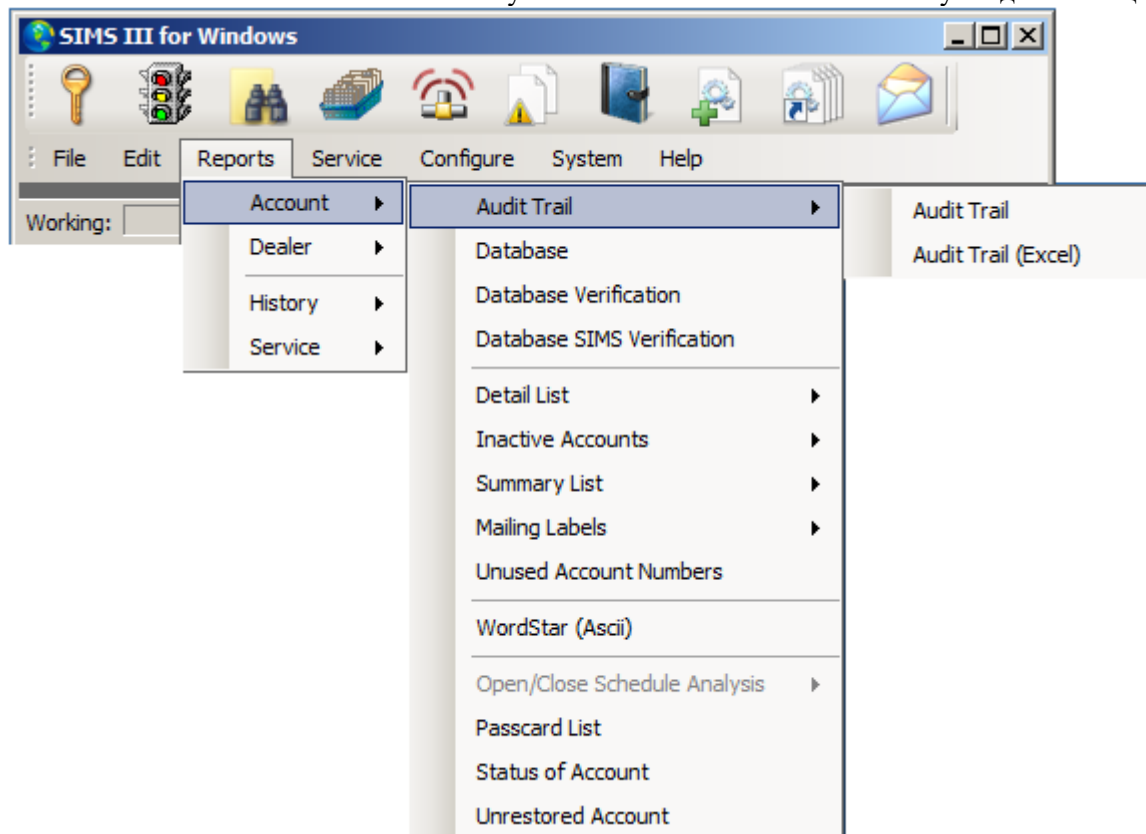 SIMS III for Windows
File Edit Reports Service Configure System Help
Working:
Account
Dealer
History
Service
Audit Trail
Database
Database Verification
Database SIMS Verification
Detail List
Inactive Accounts
Summary List
Mailing Labels
Unused Account Numbers
WordStar (Ascii)
Open/Close Schedule Analysis
Passcard List
Status of Account
Unrestored Account
Audit Trail
Audit Trail (Excel)